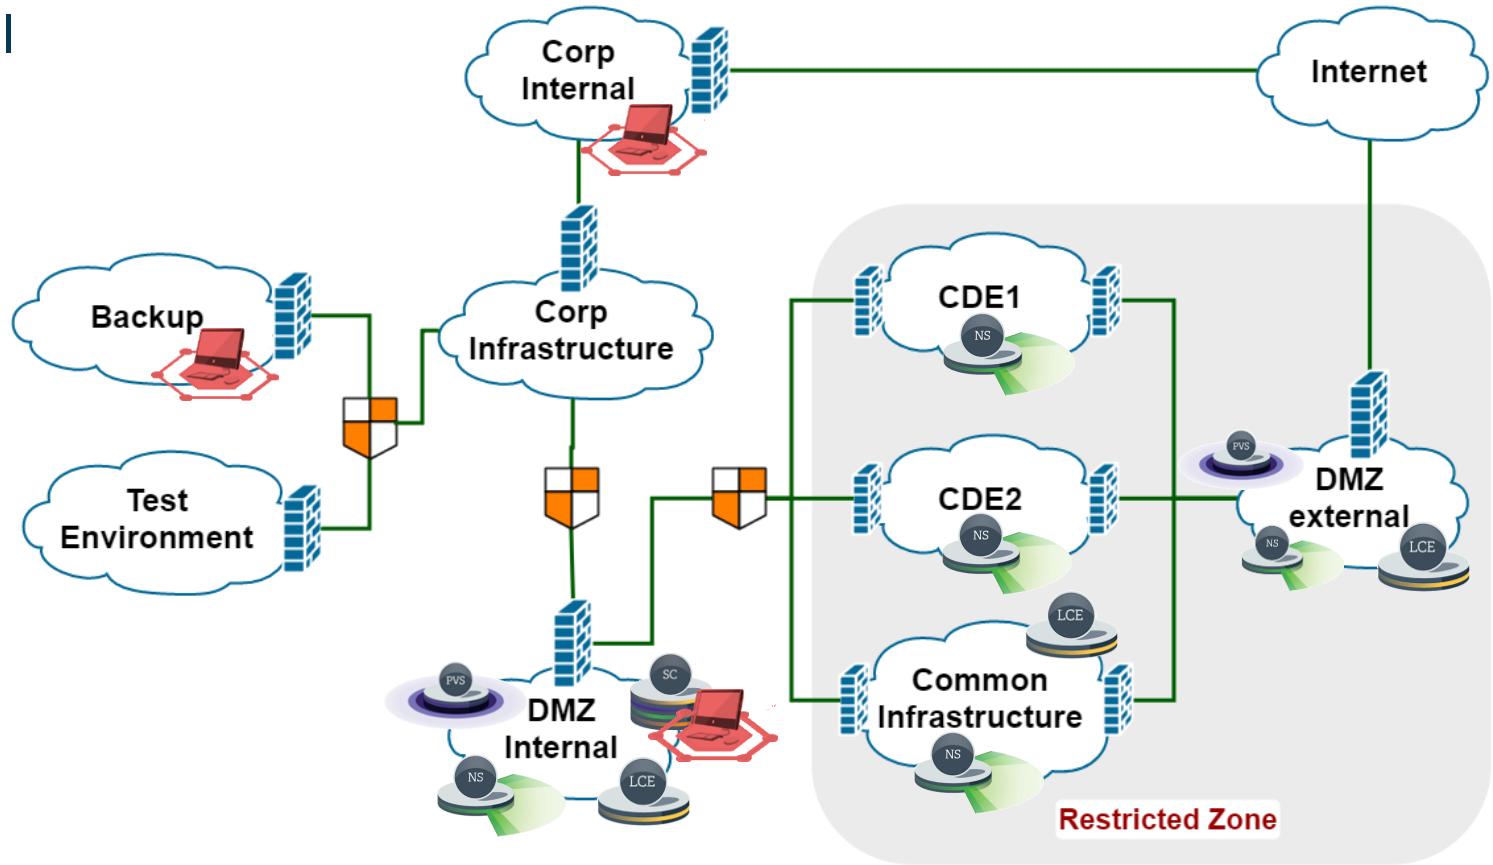 Corp
Internal
Internet
Backup
Corp
Infrastructure
CDE1
NS
Test
Environment
CDE2
NS
PVS
DMZ
external
NS
LCE
LCE
Common
Infrastructure
NS
PVS
SC
DMZ
Internal
NS
LCE
Restricted Zone